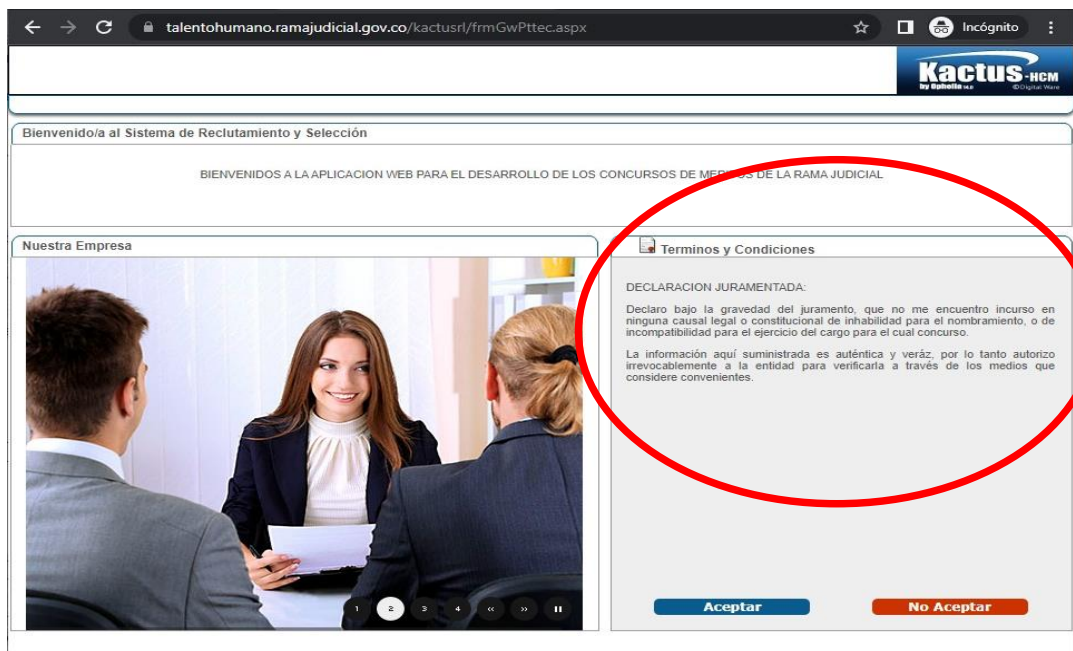 talentohumano.ramajudicial.gov.co/kactusrl/frmGwPttec.aspx
Incógnito
Kactus-HCM
by Ophelia
© Digital Ware
Bienvenido/a al Sistema de Reclutamiento y Selección
BIENVENIDOS A LA APLICACION WEB PARA EL DESARROLLO DE LOS CONCURSOS DE MERITOS DE LA RAMA JUDICIAL
Nuestra Empresa
1 2 3 4 « »
Terminos y Condiciones
DECLARACION JURAMENTADA:
Declaro bajo la gravedad del juramento, que no me encuentro incurso en
ninguna causal legal o constitucional de inhabilidad para el nombramiento, o de
incompatibilidad para el ejercicio del cargo para el cual concurso.
La información aquí suministrada es auténtica y veráz, por lo tanto autorizo
irrevocablemente a la entidad para verificarla a través de los medios que
considere convenientes.
Aceptar
No Aceptar